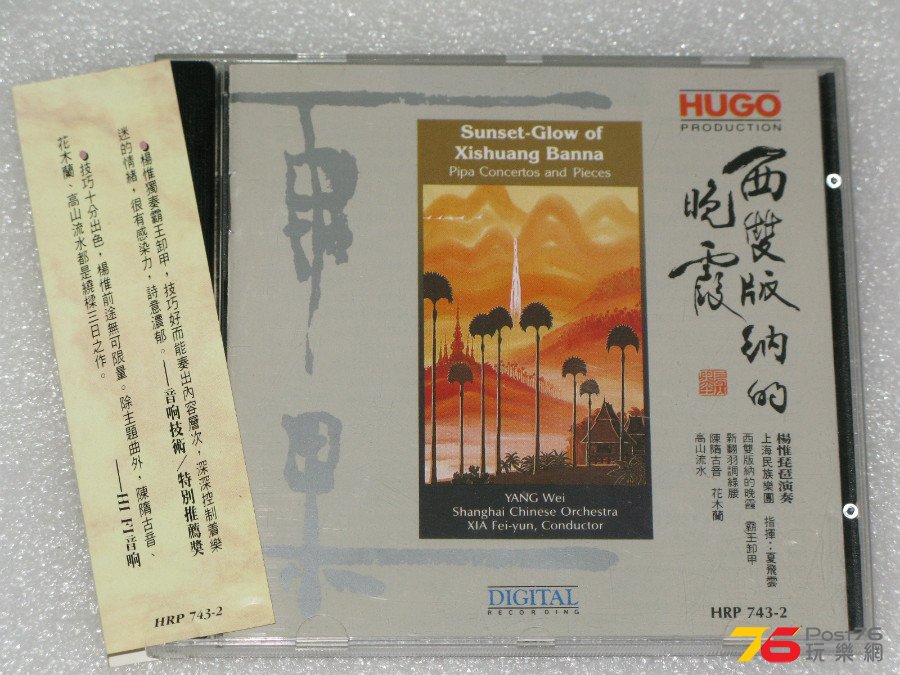 ●楊惟獨奏霸王卸甲,技巧好而能奏出內容層次,深深控制着樂
迷的情緒,很有感染力,詩意濃郁。——音响技術/特別推薦獎
●技巧十分出色,楊惟前途無可限量。除主題曲外,陳隋古音、
花木蘭、高山流水都是繞樑三日之作。——HI FI音响
HRP 743-2
HUGO
PRODUCTION
Sunset-Glow of
Xishuang Banna
Pipa Concertos and Pieces
西雙版納的
晚霞
YANG Wei
Shanghai Chinese Orchestra
XIA Fei-yun, Conductor
楊惟琵琶演奏
上海民族樂團 指揮:夏飛雲
西雙版納的晚霞 霸王卸甲
新翻羽調綠腰
陳隋古音 花木蘭
高山流水
DIGITAL
RECORDING
HRP 743-2
76 Post76
玩樂網